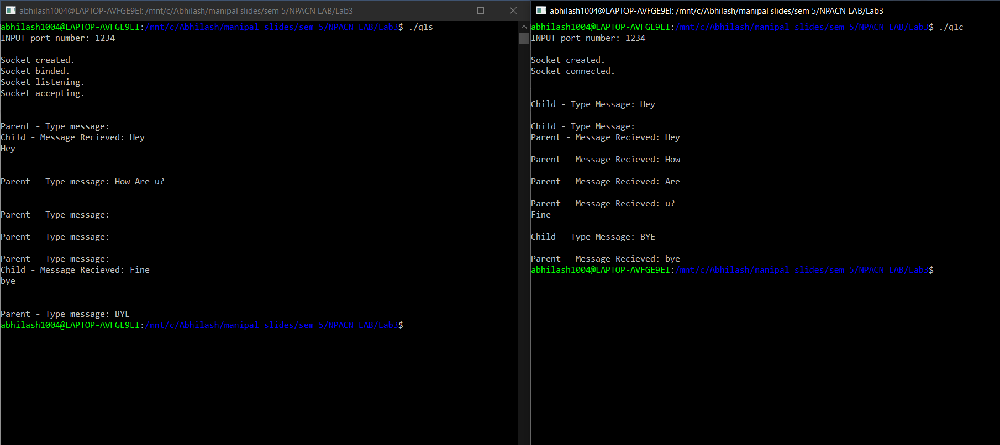 abhilash1004@LAPTOP-AVFGE9EI: /mnt/c/Abhilash/manipal slides/sem 5/NPACN LAB/Lab3
abhilash1004@LAPTOP-AVFGE9EI:/mnt/c/Abhilash/manipal slides/sem 5/NPACN LAB/Lab3$ ./q1s
INPUT port number: 1234
Socket created.
Socket binded.
Socket listening.
Socket accepting.
Parent - Type message:
Child - Message Recieved: Hey
Hey
Parent - Type message: How Are u?
Parent - Type message:
Parent - Type message:
Parent - Type message:
Child - Message Recieved: Fine
bye
Parent - Type message: BYE
abhilash1004@LAPTOP-AVFGE9EI:/mnt/c/Abhilash/manipal slides/sem 5/NPACN LAB/Lab3$
abhilash1004@LAPTOP-AVFGE9EI: /mnt/c/Abhilash/manipal slides/sem 5/NPACN LAB/Lab3
abhilash1004@LAPTOP-AVFGE9EI:/mnt/c/Abhilash/manipal slides/sem 5/NPACN LAB/Lab3$ ./q1c
INPUT port number: 1234
Socket created.
Socket connected.
Child - Type Message: Hey
Child - Type Message:
Parent - Message Recieved: Hey
Parent - Message Recieved: How
Parent - Message Recieved: Are
Parent - Message Recieved: u?
Fine
Child - Type Message: BYE
Parent - Message Recieved: bye
abhilash1004@LAPTOP-AVFGE9EI:/mnt/c/Abhilash/manipal slides/sem 5/NPACN LAB/Lab3$